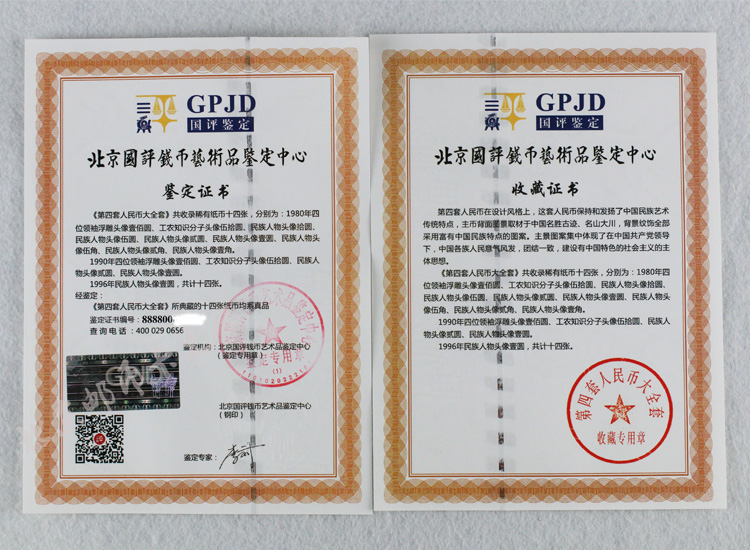 GPJD
国评鉴定
北京國評錢币藝術品鑒定中心
鉴定证书
《第四套人民币大全套》共收录稀有纸币十四张，分别为：1980年四
位领袖浮雕头像壹佰圆、工农知识分子头像伍拾圆、民族人物头像拾圆、
民族人物头像伍圆、民族人物头像贰圆、民族人物头像壹圆、民族人物头
像伍角、民族人物头像贰角、民族人物头像壹角。
1990年四位领袖浮雕头像壹佰圆、工农知识分子头像伍拾圆、民族
人物头像贰圆、民族人物头像壹圆。
1996年民族人物头像壹圆，共计十四张。
经鉴定：
《第四套人民币大全套》所典藏的十四张纸币均系真品
鉴定证书编号：88880
查询电话：400 029 0656
鉴定机构：北京国评钱币艺术品鉴定中心
（鉴定专用章）
鉴定专用章
（1）
北京国评钱币艺术品鉴定中心
（钢印）
鉴定专家：
GPJD
国评鉴定
北京國評錢币藝術品鑒定中心
收藏证书
第四套人民币在设计风格上，这套人民币保持和发扬了中国民族艺术
传统特点，主币背面图景取材于中国名胜古迹、名山大川，背景纹饰全部
采用富有中国民族特点的图案。主景图案集中体现了在中国共产党领导
下，中国各族人民意气风发，团结一致，建设有中国特色的社会主义的主
体思想。
《第四套人民币大全套》共收录稀有纸币十四张，分别为：1980年四
位领袖浮雕头像壹佰圆、工农知识分子头像伍拾圆、民族人物头像拾圆、
民族人物头像伍圆、民族人物头像贰圆、民族人物头像壹圆、民族人物头
像伍角、民族人物头像贰角、民族人物头像壹角。
1990年四位领袖浮雕头像壹佰圆、工农知识分子头像伍拾圆、民族人
物头像贰圆、民族人物头像壹圆。
1996年民族人物头像壹圆，共计十四张。
第四套人民币大全套
收藏专用章